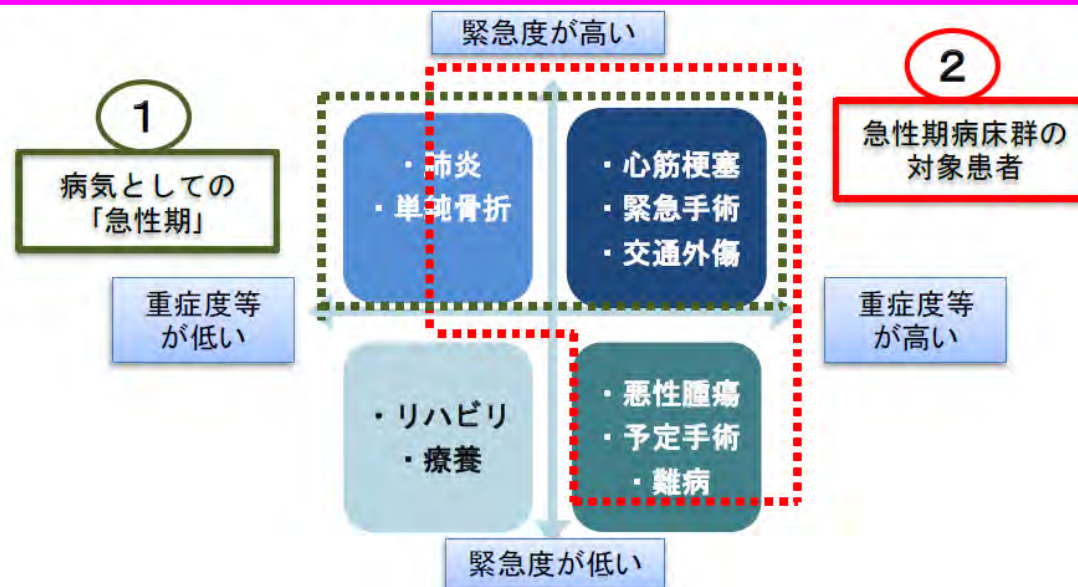 緊急度が高い
1
病気としての
「急性期」
2
急性期病床群の
対象患者
・肺炎
・単純骨折
・心筋梗塞
・緊急手術
・交通外傷
重症度等
が低い
重症度等
が高い
・リハビリ
・療養
・悪性腫瘍
・予定手術
・難病
緊急度が低い